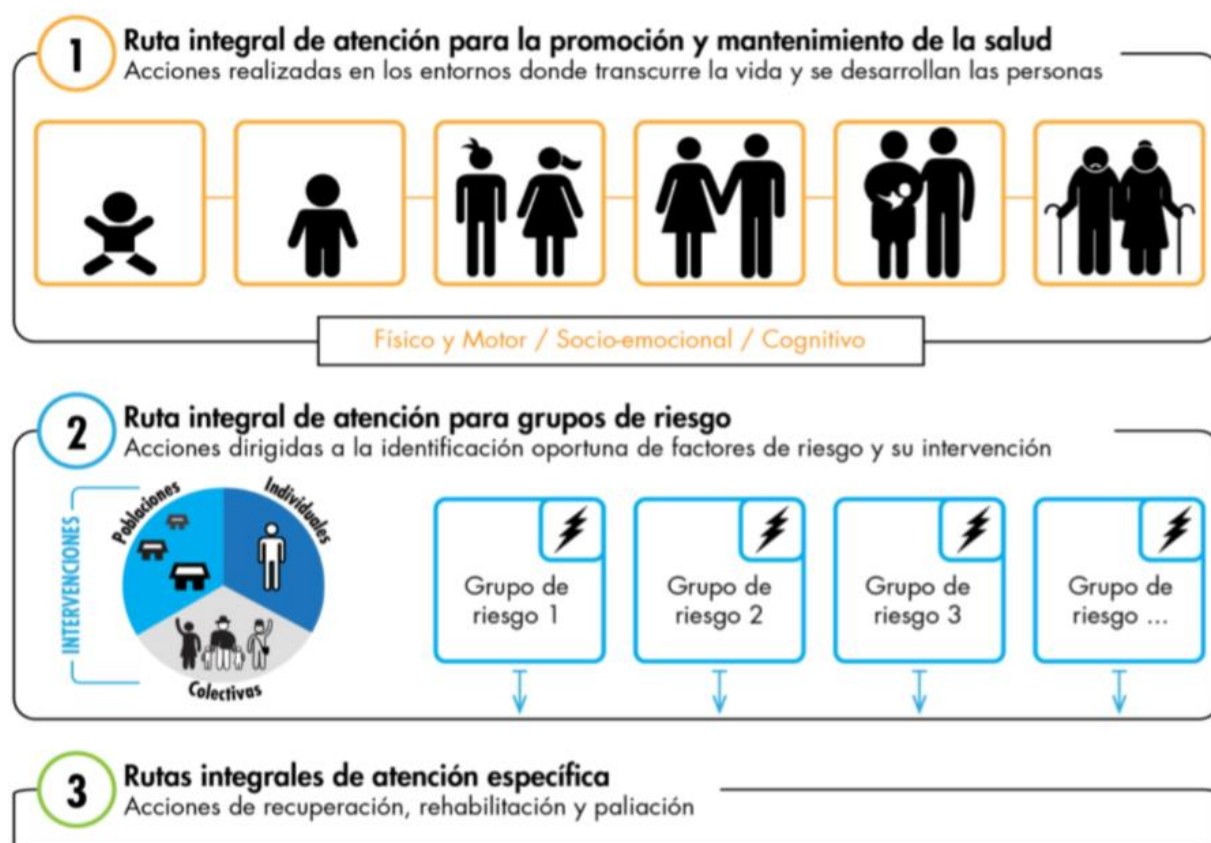 1
Ruta integral de atención para la promoción y mantenimiento de la salud
Acciones realizadas en los entornos donde transcurre la vida y se desarrollan las personas
Físico y Motor / Socio-emocional / Cognitivo
2
Ruta integral de atención para grupos de riesgo
Acciones dirigidas a la identificación oportuna de factores de riesgo y su intervención
INTERVENCIONES
Poblaciones
Individuales
Colectivas
Grupo de
riesgo 1
Grupo de
riesgo 2
Grupo de
riesgo 3
Grupo de
riesgo ...
3
Rutas integrales de atención específica
Acciones de recuperación, rehabilitación y paliación